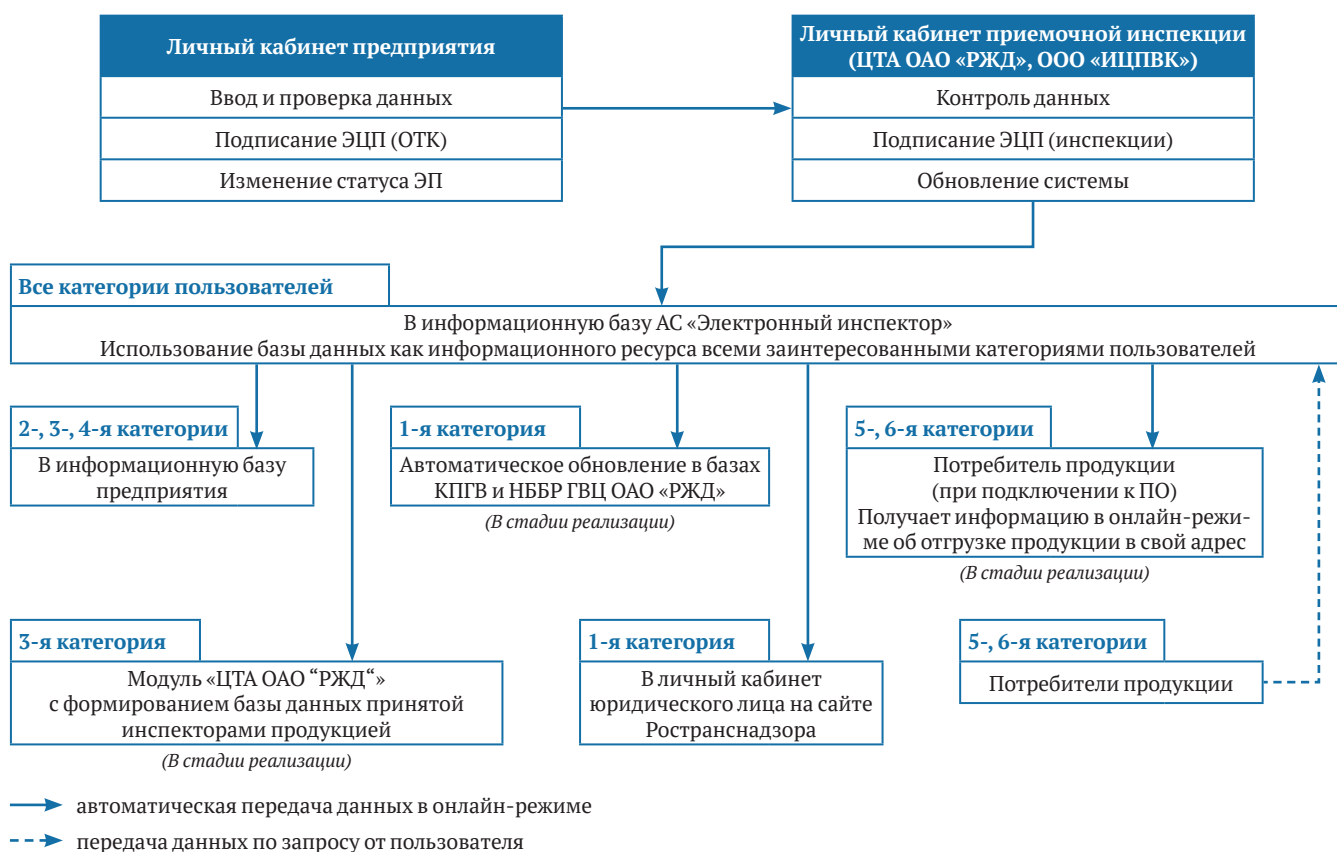 Личный кабинет предприятия
Ввод и проверка данных
Подписание ЭЦП (ОТК)
Изменение статуса ЭП
Личный кабинет приемочной инспекции
(ЦТА ОАО «РЖД», ООО «ИЦПВК»)
Контроль данных
Подписание ЭЦП (инспекции)
Обновление системы
Все категории пользователей
В информационную базу АС «Электронный инспектор»
Использование базы данных как информационного ресурса всеми заинтересованными категориями пользователей
2-, 3-, 4-я категории
В информационную базу
предприятия
1-я категория
Автоматическое обновление в базах
КПГВ и НББР ГВЦ ОАО «РЖД»
(В стадии реализации)
5-, 6-я категории
Потребитель продукции
(при подключении к ПО)
Получает информацию в онлайн-режи-
ме об отгрузке продукции в свой адрес
(В стадии реализации)
3-я категория
Модуль «ЦТА ОАО “РЖД“»
с формированием базы данных принятой
инспекторами продукцией
(В стадии реализации)
1-я категория
В личный кабинет
юридического лица на сайте
Ространснадзора
5-, 6-я категории
Потребители продукции
автоматическая передача данных в онлайн-режиме
передача данных по запросу от пользователя